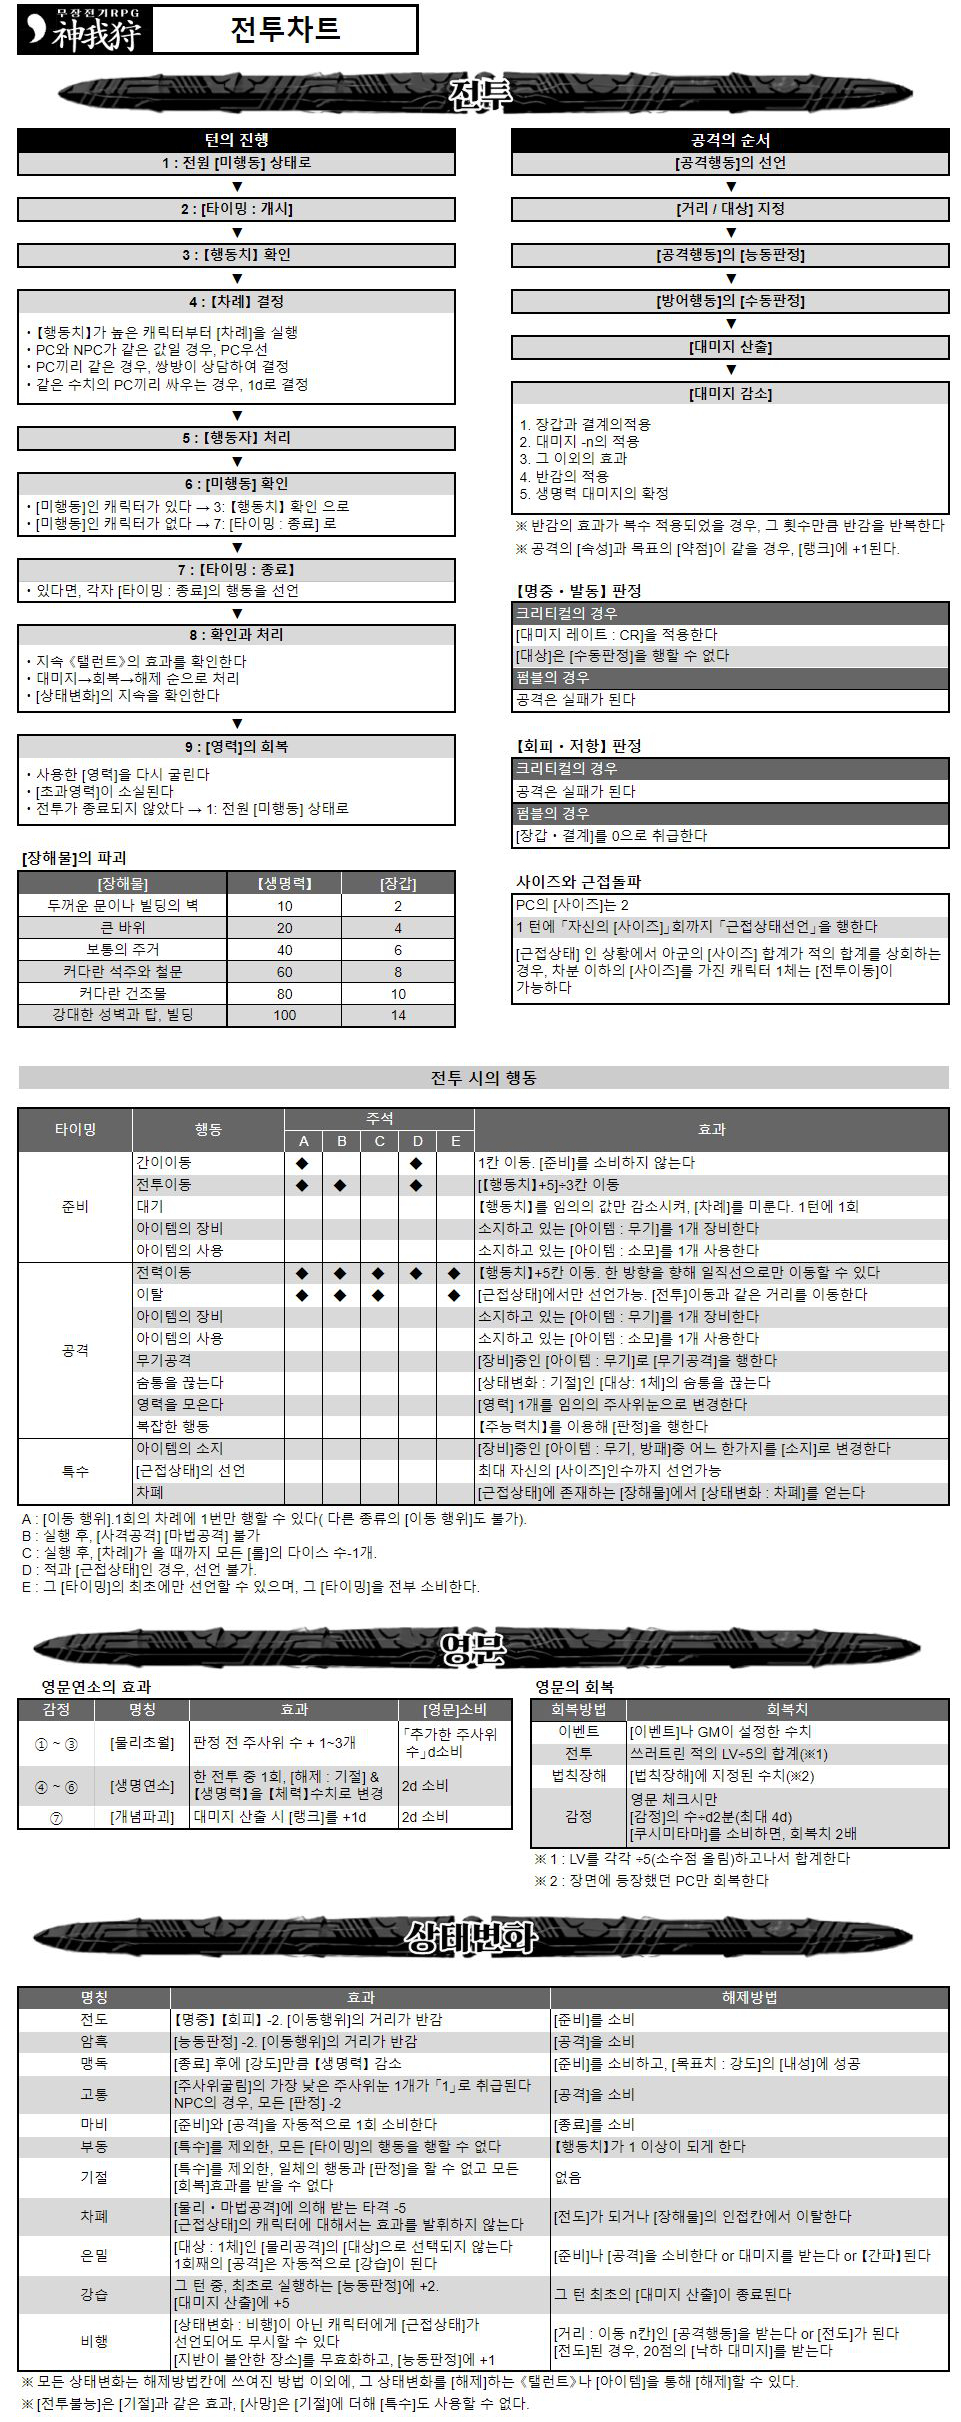 무장전기RPG
神我狩
전투차트
전투
턴의 진행
1 : 전원 [미행동] 상태로
▼
2 : [타이밍 : 개시]
▼
3 : 【행동치】 확인
▼
4 : 【차례】 결정
・【행동치】가 높은 캐릭터부터 [차례]을 실행
・PC와 NPC가 같은 값일 경우, PC우선
・PC끼리 같은 경우, 쌍방이 상담하여 결정
・같은 수치의 PC끼리 싸우는 경우, 1d로 결정
▼
5 : 【행동자】 처리
▼
6 : [미행동] 확인
・[미행동]인 캐릭터가 있다 → 3: 【행동치】 확인 으로
・[미행동]인 캐릭터가 없다 → 7: [타이밍 : 종료] 로
▼
7 : 【타이밍 : 종료】
・있다면, 각자 [타이밍 : 종료]의 행동을 선언
▼
8 : 확인과 처리
・지속 《탤런트》의 효과를 확인한다
・대미지→회복→해제 순으로 처리
・[상태변화]의 지속을 확인한다
▼
9 : [영력]의 회복
・사용한 [영력]을 다시 굴린다
・[초과영력]이 소실된다
・전투가 종료되지 않았다 → 1: 전원 [미행동] 상태로
[장해물]의 파괴
[장해물] 【생명력】 [장갑]
두꺼운 문이나 빌딩의 벽 10 2
큰 바위 20 4
보통의 주거 40 6
커다란 석주와 철문 60 8
커다란 건조물 80 10
강대한 성벽과 탑, 빌딩 100 14
공격의 순서
[공격행동]의 선언
▼
[거리 / 대상] 지정
▼
[공격행동]의 [능동판정]
▼
[방어행동]의 [수동판정]
▼
[대미지 산출]
▼
[대미지 감소]
1. 장갑과 결계의적용
2. 대미지 -n의 적용
3. 그 이외의 효과
4. 반감의 적용
5. 생명력 대미지의 확정
※ 반감의 효과가 복수 적용되었을 경우, 그 횟수만큼 반감을 반복한다
※ 공격의 [속성]과 목표의 [약점]이 같을 경우, [랭크]에 +1된다.
【명중・발동】 판정
크리티컬의 경우
[대미지 레이트 : CR]을 적용한다
[대상]은 [수동판정]을 행할 수 없다
펌블의 경우
공격은 실패가 된다
【회피・저항】 판정
크리티컬의 경우
공격은 실패가 된다
펌블의 경우
[장갑・결계]를 0으로 취급한다
사이즈와 근접돌파
PC의 [사이즈]는 2
1 턴에 「자신의 [사이즈]」회까지 「근접상태선언」을 행한다
[근접상태] 인 상황에서 아군의 [사이즈] 합계가 적의 합계를 상회하는
경우, 차분 이하의 [사이즈]를 가진 캐릭터 1체는 [전투이동]이
가능하다
전투 시의 행동
타이밍 행동 주석 효과
A B C D E
준비
간이이동 ◆ ◆ 1칸 이동. [준비]를 소비하지 않는다
전투이동 ◆ ◆ ◆ [【행동치】+5]÷3칸 이동
대기 【행동치】를 임의의 값만 감소시켜, [차례]를 미룬다. 1턴에 1회
아이템의 장비 소지하고 있는 [아이템 : 무기]를 1개 장비한다
아이템의 사용 소지하고 있는 [아이템 : 소모]를 1개 사용한다
공격
전력이동 ◆ ◆ ◆ ◆ ◆ 【행동치】+5칸 이동. 한 방향을 향해 일직선으로만 이동할 수 있다
이탈 ◆ ◆ ◆ ◆ [근접상태]에서만 선언가능. [전투]이동과 같은 거리를 이동한다
아이템의 장비 소지하고 있는 [아이템 : 무기]를 1개 장비한다
아이템의 사용 소지하고 있는 [아이템 : 소모]를 1개 사용한다
무기공격 [장비]중인 [아이템 : 무기]로 [무기공격]을 행한다
숨통을 끊는다 [상태변화 : 기절]인 [대상: 1체]의 숨통을 끊는다
영력을 모은다 [영력] 1개를 임의의 주사위눈으로 변경한다
복잡한 행동 【주능력치】를 이용해 [판정]을 행한다
특수
아이템의 소지 [장비]중인 [아이템 : 무기, 방패]중 어느 한가지를 [소지]로 변경한다
[근접상태]의 선언 최대 자신의 [사이즈]인수까지 선언가능
차폐 [근접상태]에 존재하는 [장해물]에서 [상태변화 : 차폐]를 얻는다
A : [이동 행위].1회의 차례에 1번만 행할 수 있다( 다른 종류의 [이동 행위]도 불가).
B : 실행 후, [사격공격] [마법공격] 불가
C : 실행 후, [차례]가 올 때까지 모든 [롤]의 다이스 수-1개.
D : 적과 [근접상태]인 경우, 선언 불가.
E : 그 [타이밍]의 최초에만 선언할 수 있으며, 그 [타이밍]을 전부 소비한다.
영문
영문연소의 효과
감정 명칭 효과 [영문]소비
① ~ ③ [물리초월] 판정 전 주사위 수 + 1~3개 「추가한 주사위
수」d소비
④ ~ ⑥ [생명연소] 한 전투 중 1회, [해제 : 기절] &
【생명력】을 【체력】수치로 변경 2d 소비
⑦ [개념파괴] 대미지 산출 시 [랭크]를 +1d 2d 소비
영문의 회복
회복방법 회복치
이벤트 [이벤트]나 GM이 설정한 수치
전투 쓰러트린 적의 LV÷5의 합계(※1)
법칙장해 [법칙장해]에 지정된 수치(※2)
감정 영문 체크시만
[감정]의 수÷d2분(최대 4d)
[쿠시미타마]를 소비하면, 회복치 2배
※ 1 : LV를 각각 ÷5(소수점 올림)하고나서 합계한다
※ 2 : 장면에 등장했던 PC만 회복한다
상태변화
명칭 효과 해제방법
전도 【명중】【회피】 -2. [이동행위]의 거리가 반감 [준비]를 소비
암흑 [능동판정] -2. [이동행위]의 거리가 반감 [공격]을 소비
맹독 [종료] 후에 [강도]만큼 【생명력】 감소 [준비]를 소비하고, [목표치 : 강도]의 [내성]에 성공
고통 [주사위굴림]의 가장 낮은 주사위눈 1개가 「1」로 취급된다
NPC의 경우, 모든 [판정] -2 [공격]을 소비
마비 [준비]와 [공격]을 자동적으로 1회 소비한다 [종료]를 소비
부동 [특수]를 제외한, 모든 [타이밍]의 행동을 행할 수 없다 【행동치】가 1 이상이 되게 한다
기절 [특수]를 제외한, 일체의 행동과 [판정]을 할 수 없고 모든
[회복]효과를 받을 수 없다 없음
차폐 [물리・마법공격]에 의해 받는 타격 -5
[근접상태]의 캐릭터에 대해서는 효과를 발휘하지 않는다 [전도]가 되거나 [장해물]의 인접칸에서 이탈한다
은밀 [대상 : 1체]인 [물리공격]의 [대상]으로 선택되지 않는다
1회째의 [공격]은 자동적으로 [강습]이 된다 [준비]나 [공격]을 소비한다 or 대미지를 받는다 or 【간파】된다
강습 그 턴 중, 최초로 실행하는 [능동판정]에 +2.
[대미지 산출]에 +5 그 턴 최초의 [대미지 산출]이 종료된다
비행 [상태변화 : 비행]이 아닌 캐릭터에게 [근접상태]가
선언되어도 무시할 수 있다
[지반이 불안한 장소]를 무효화하고, [능동판정]에 +1 [거리 : 이동 n칸]인 [공격행동]을 받는다 or [전도]가 된다
[전도]된 경우, 20점의 [낙하 대미지]를 받는다
※ 모든 상태변화는 해제방법칸에 쓰여진 방법 이외에, 그 상태변화를 [해제]하는 《탤런트》나 [아이템]을 통해 [해제]할 수 있다.
※ [전투불능]은 [기절]과 같은 효과, [사망]은 [기절]에 더해 [특수]도 사용할 수 없다.